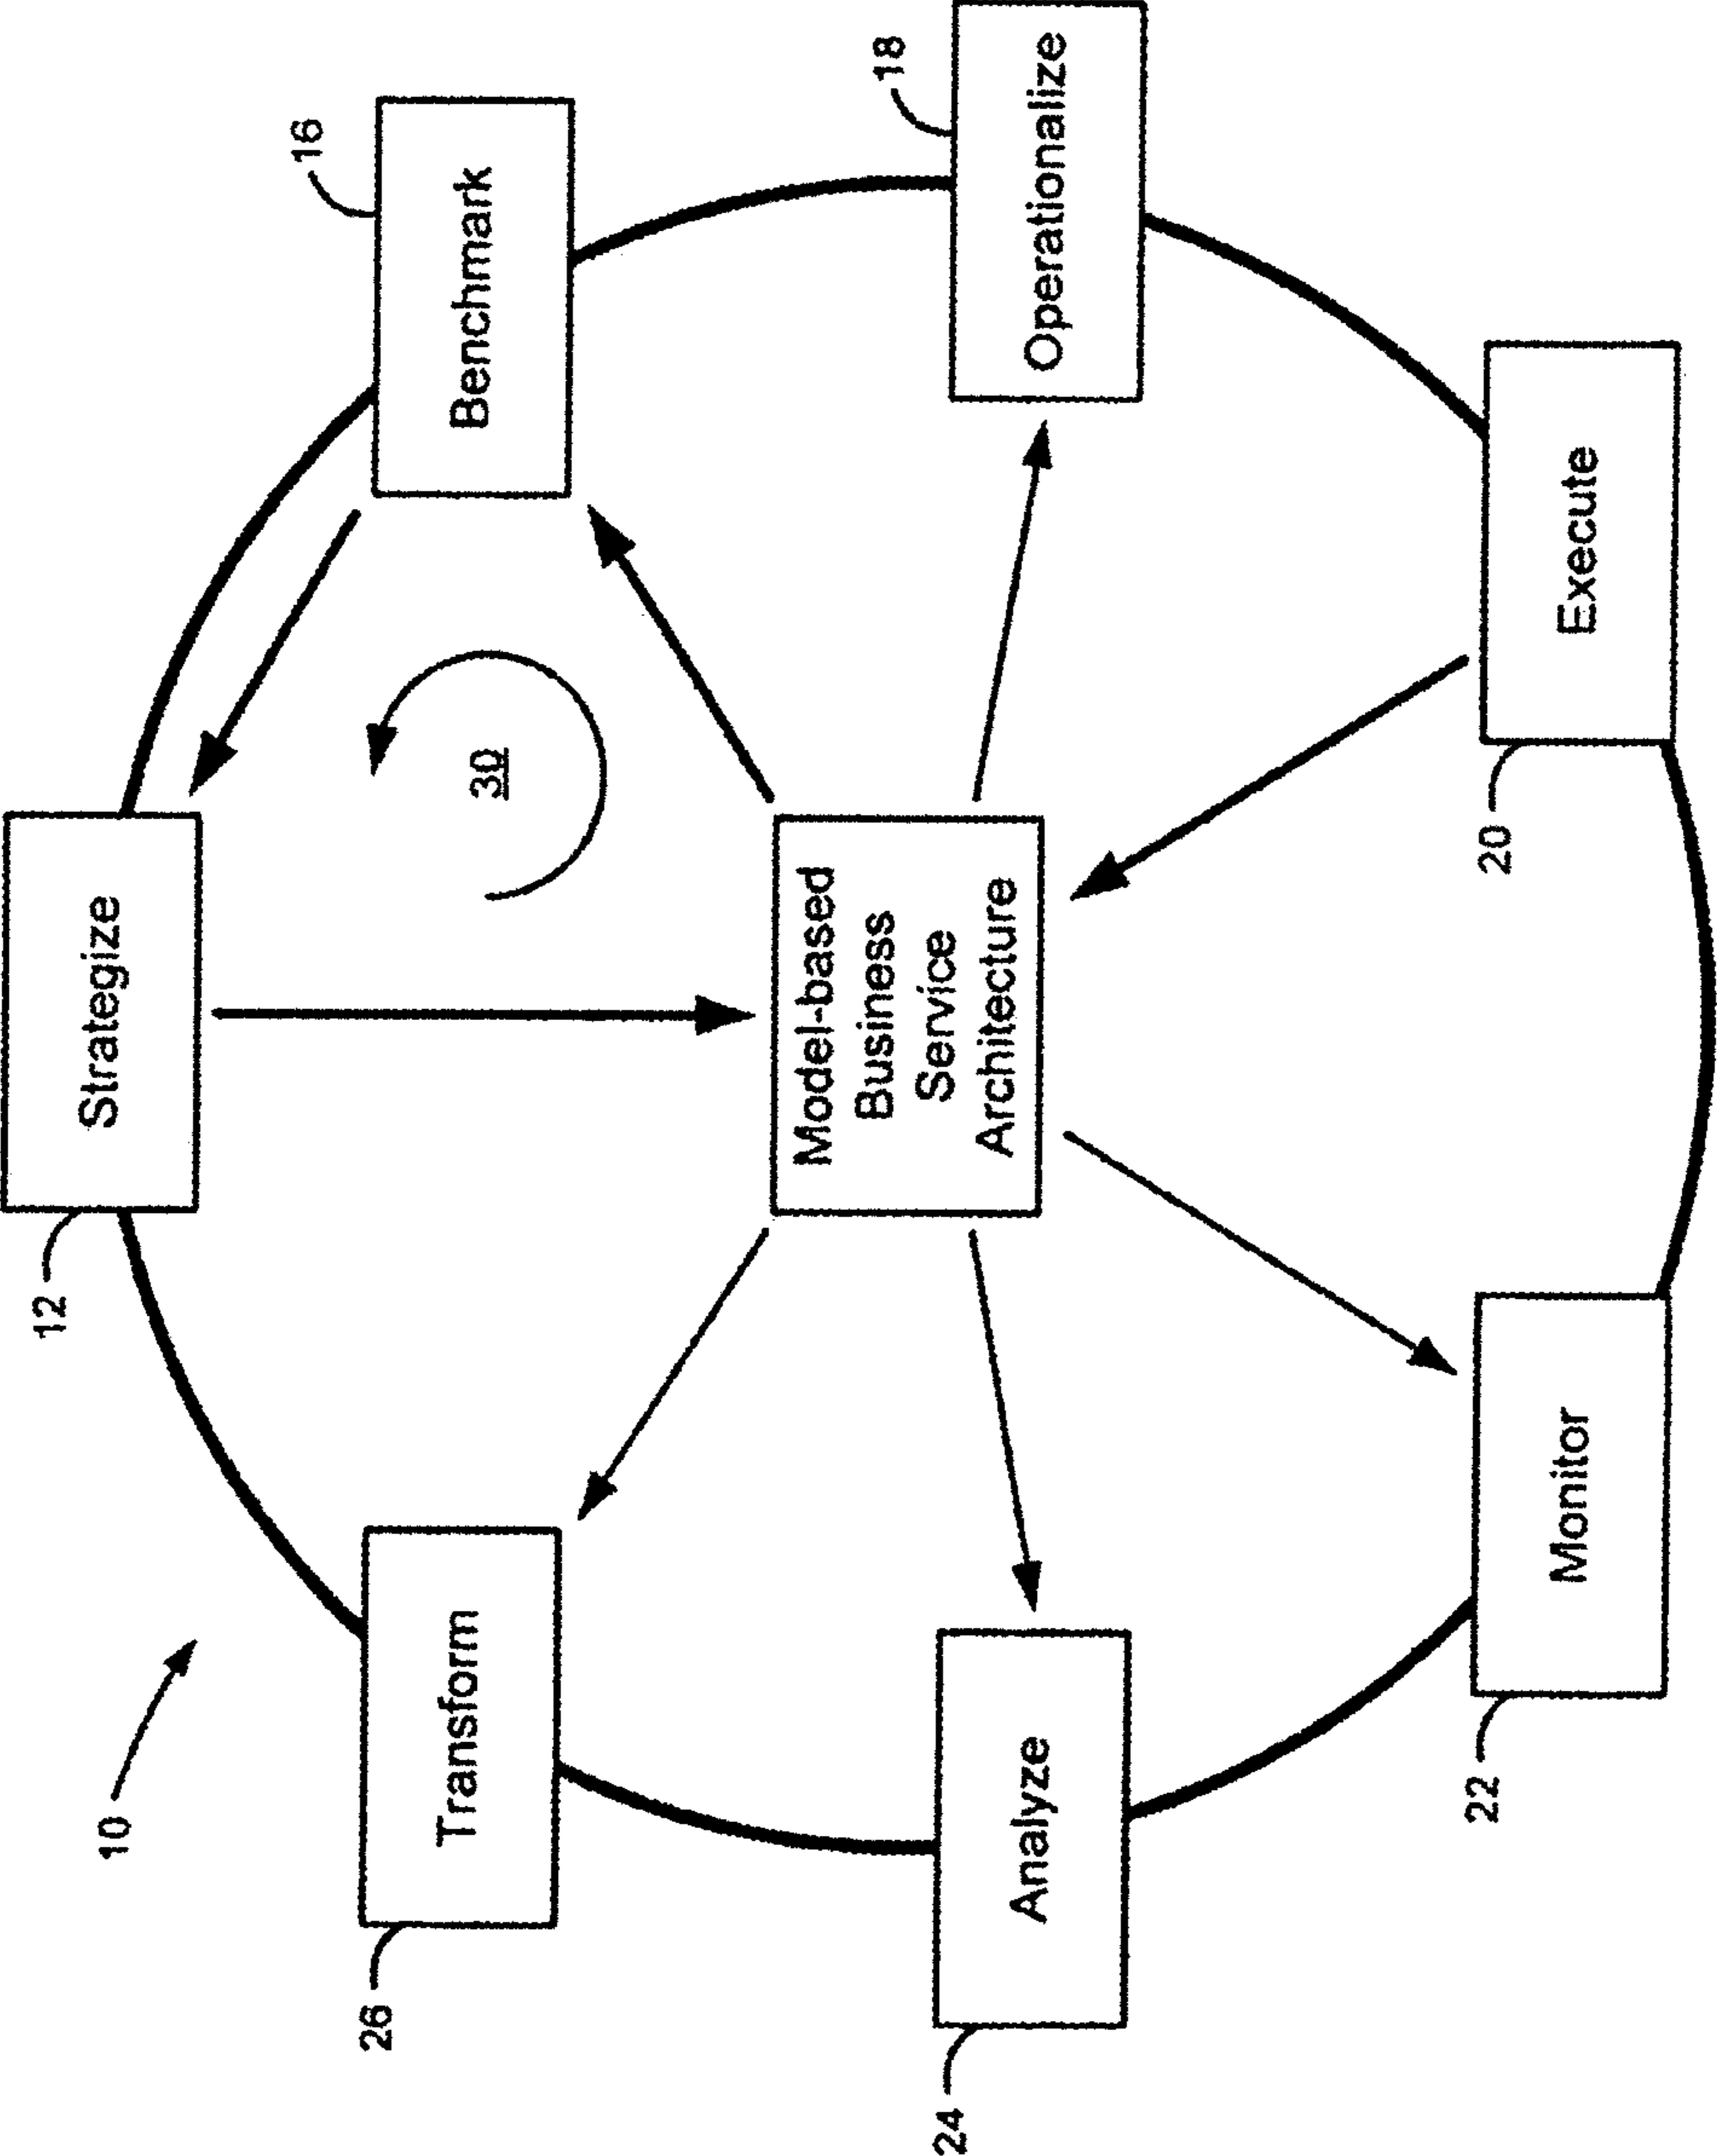 10
12
Strategize
16
Benchmark
18
Operationalize
20
Execute
22
Monitor
24
Analyze
26
Transform
30
Model-based
Business
Service
Architecture